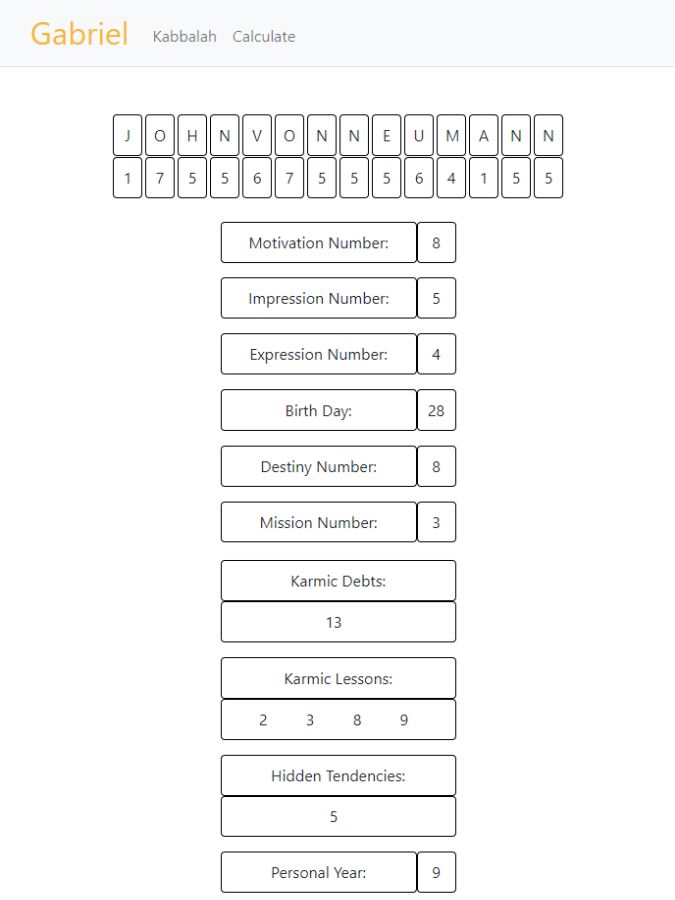 Gabriel Kabbalah Calculate
J O H N V O N N E U M A N N
1 7 5 5 6 7 5 5 5 6 4 1 5 5
Motivation Number: 8
Impression Number: 5
Expression Number: 4
Birth Day: 28
Destiny Number: 8
Mission Number: 3
Karmic Debts:
13
Karmic Lessons:
2 3 8 9
Hidden Tendencies:
5
Personal Year: 9